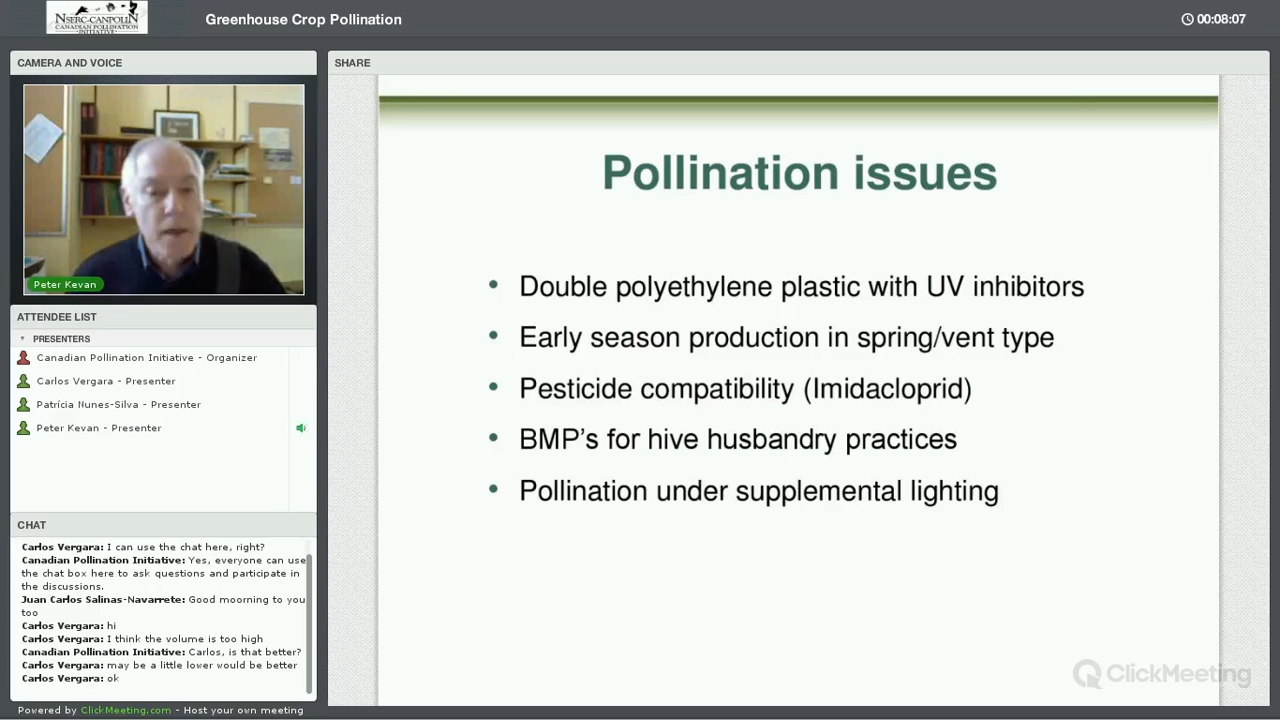 NSERC-CANPOLIN
CANADIAN POLLINATION
INITIATIVE
Greenhouse Crop Pollination
00:08:07
CAMERA AND VOICE
Peter Kevan
ATTENDEE LIST
PRESENTERS
Canadian Pollination Initiative - Organizer
Carlos Vergara - Presenter
Patrícia Nunes-Silva - Presenter
Peter Kevan - Presenter
CHAT
Carlos Vergara: I can use the chat here, right?
Canadian Pollination Initiative: Yes, everyone can use
the chat box here to ask questions and participate in
the discussions.
Juan Carlos Salinas-Navarrete: Good moorning to you
too
Carlos Vergara: hi
Carlos Vergara: I think the volume is too high
Canadian Pollination Initiative: Carlos, is that better?
Carlos Vergara: may be a little lower would be better
Carlos Vergara: ok
Powered by ClickMeeting.com - Host your own meeting
SHARE
Pollination issues
• Double polyethylene plastic with UV inhibitors
• Early season production in spring/vent type
• Pesticide compatibility (Imidacloprid)
• BMP's for hive husbandry practices
• Pollination under supplemental lighting
ClickMeeting